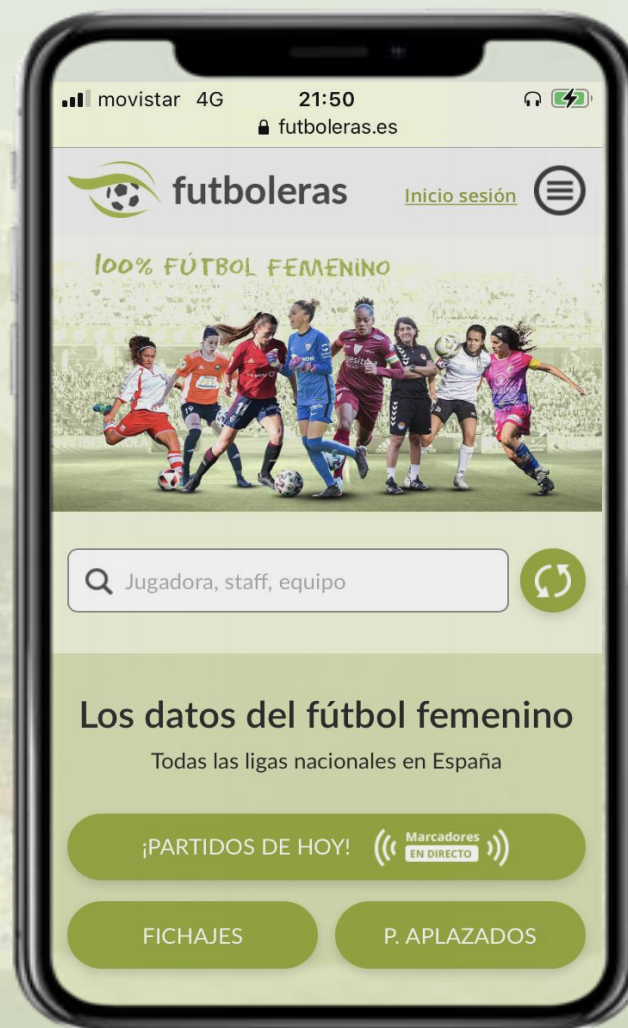 movistar 4G 21:50
futboleras.es
futboleras Inicio sesión
100% FÚTBOL FEMENINO
Jugadora, staff, equipo
Los datos del fútbol femenino
Todas las ligas nacionales en España
¡PARTIDOS DE HOY! Marcadores
EN DIRECTO
FICHAJES P. APLAZADOS